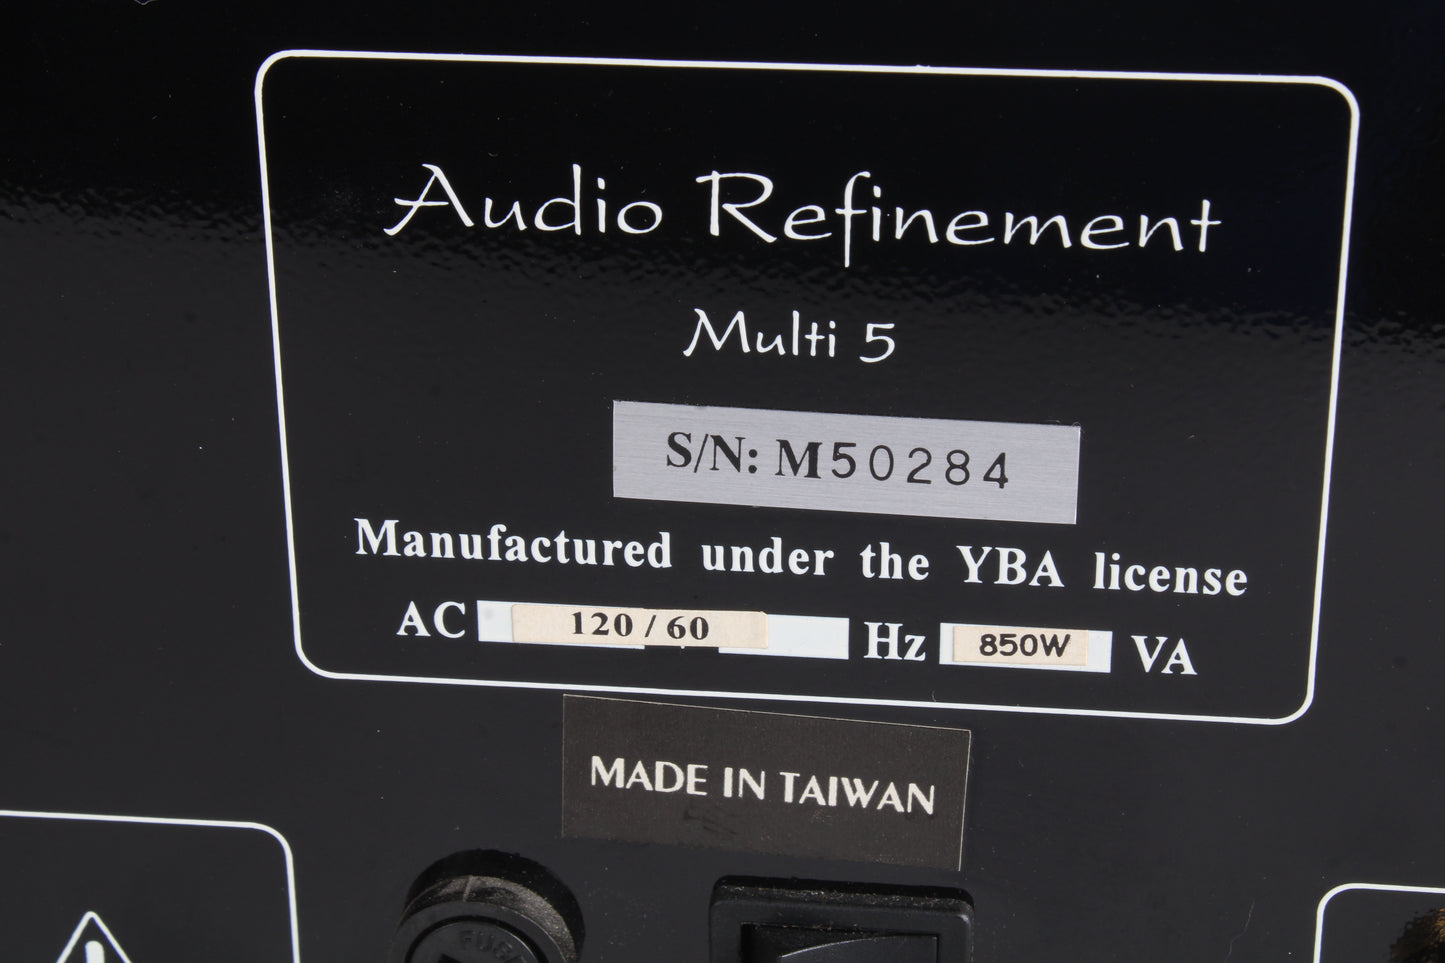 Audio Refinement
Multi 5
S/N: M50284
Manufactured under the YBA license
AC 120 / 60 Hz 850W VA
MADE IN TAIWAN
FUSE